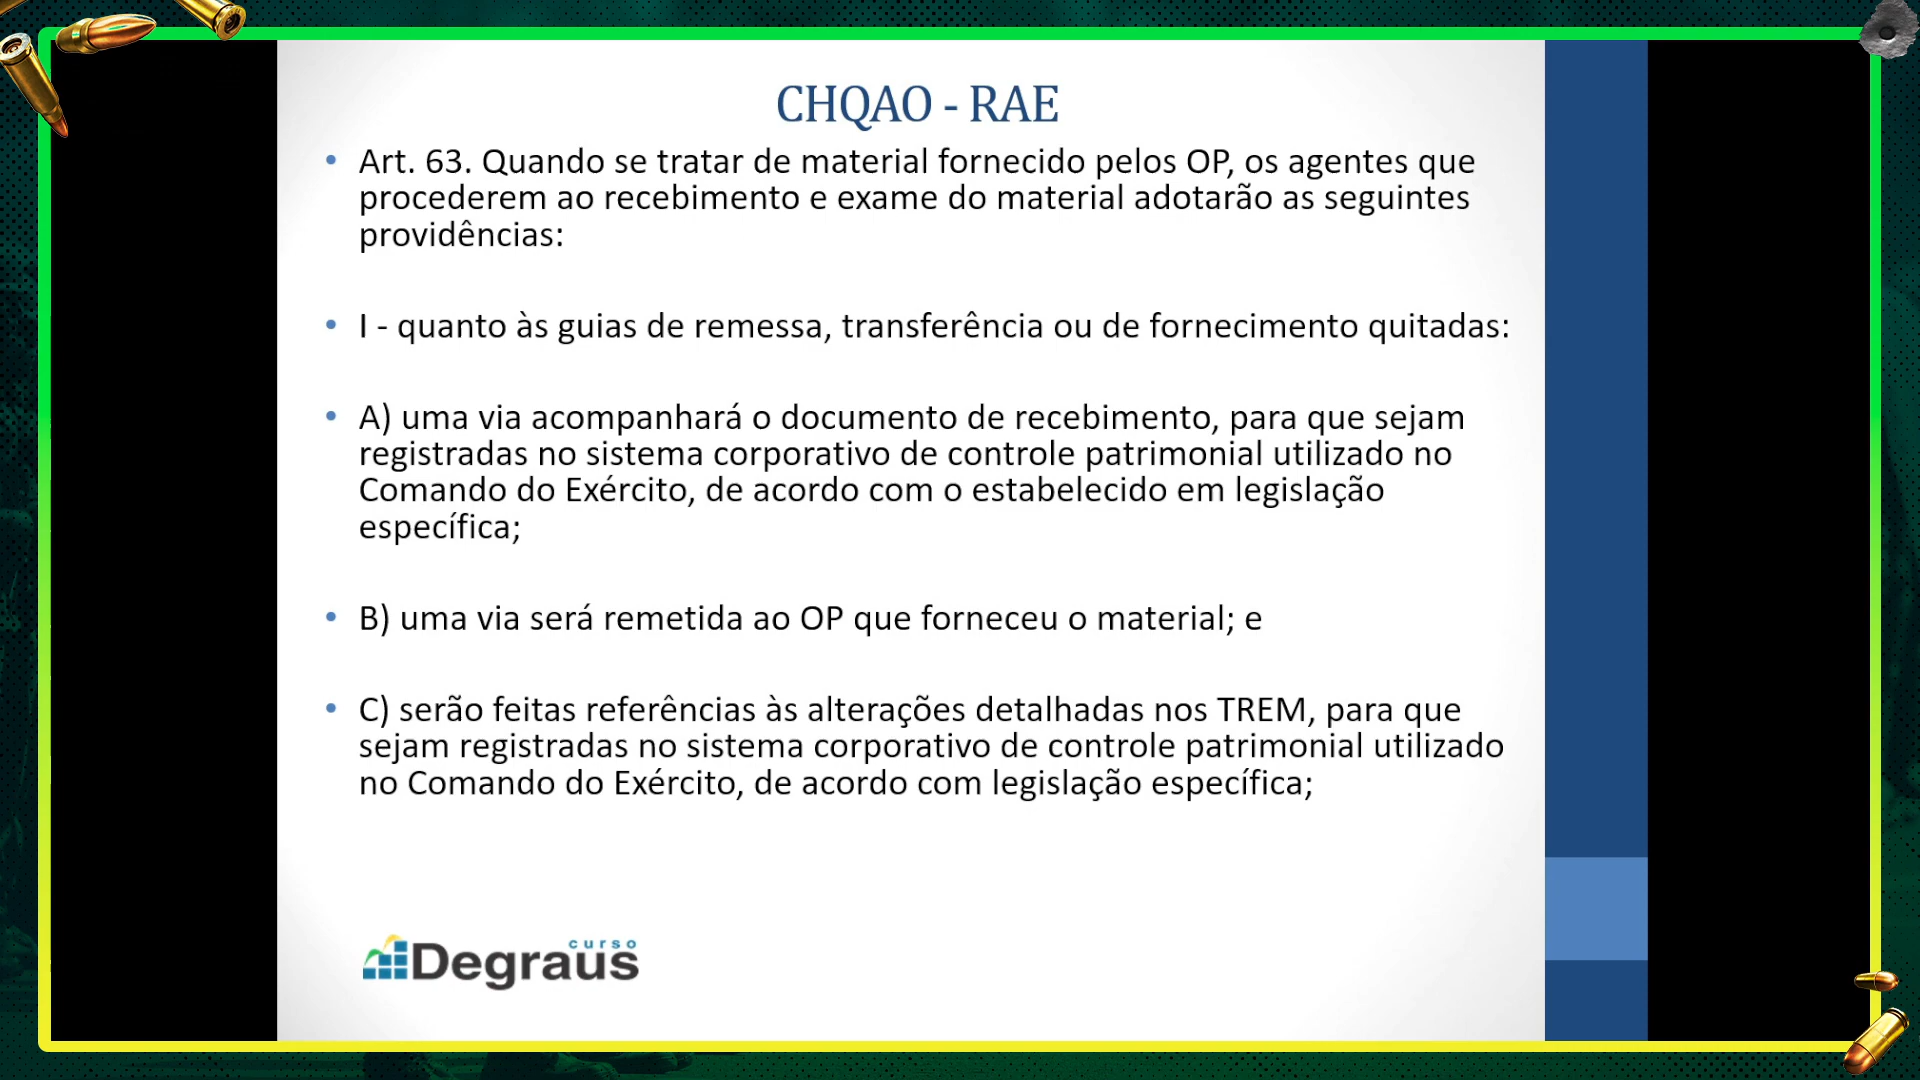 CHQAO - RAE
• Art. 63. Quando se tratar de material fornecido pelos OP, os agentes que
procederem ao recebimento e exame do material adotarão as seguintes
providências:
• I - quanto às guias de remessa, transferência ou de fornecimento quitadas:
• A) uma via acompanhará o documento de recebimento, para que sejam
registradas no sistema corporativo de controle patrimonial utilizado no
Comando do Exército, de acordo com o estabelecido em legislação
específica;
• B) uma via será remetida ao OP que forneceu o material; e
• C) serão feitas referências às alterações detalhadas nos TREM, para que
sejam registradas no sistema corporativo de controle patrimonial utilizado
no Comando do Exército, de acordo com legislação específica;
curso
Degraus